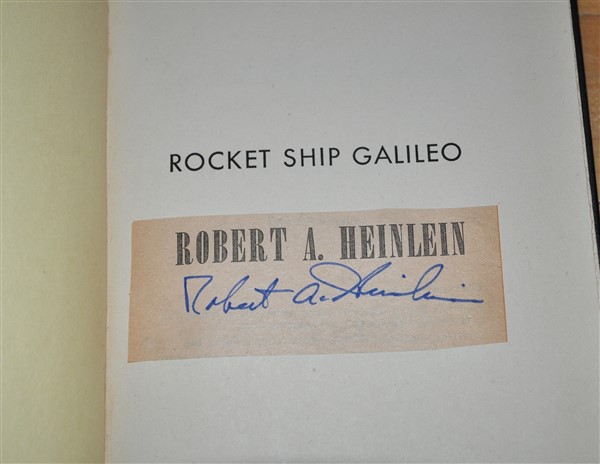 ROCKET SHIP GALILEO
ROBERT A. HEINLEIN
Robert A. Heinlein